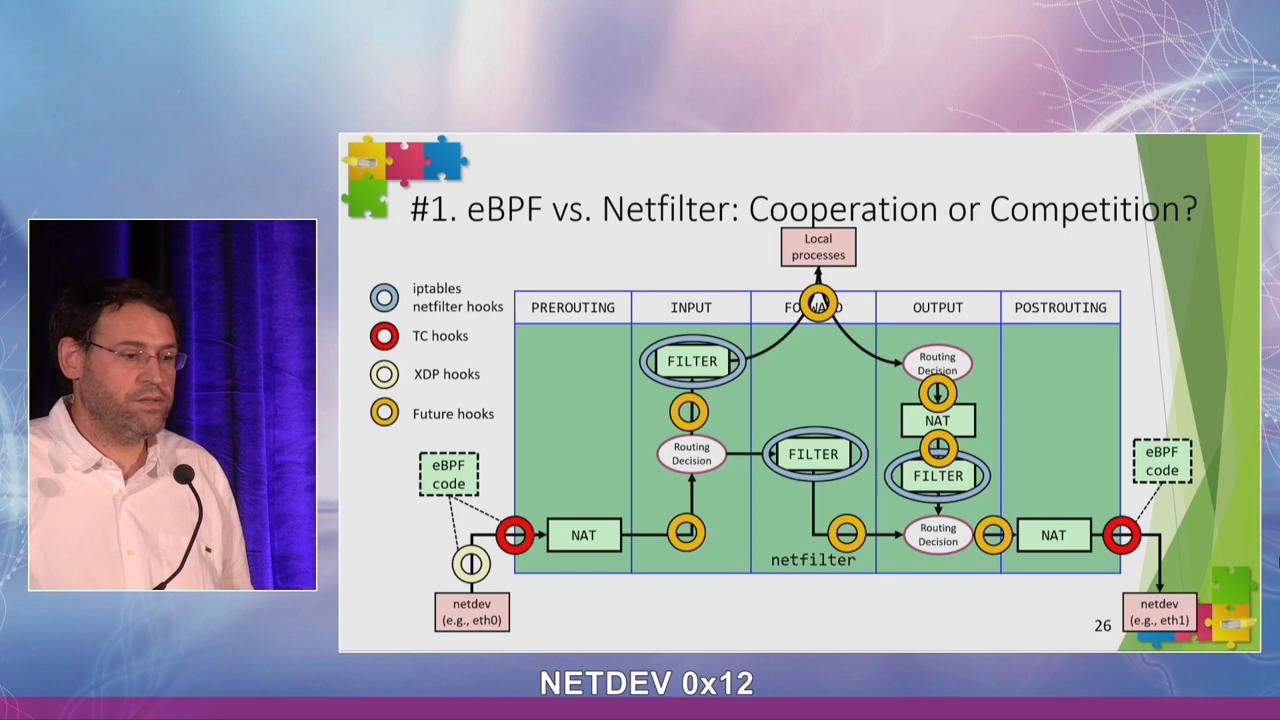 #1. eBPF vs. Netfilter: Cooperation or Competition?
Local
processes
iptables
netfilter hooks
TC hooks
XDP hooks
Future hooks
PREROUTING
INPUT
OUTPUT
POSTROUTING
FILTER
Routing
Decision
NAT
Routing
Decision
FILTER
FILTER
eBPF
code
eBPF
code
NAT
Routing
Decision
NAT
netfilter
netdev
(e.g., eth0)
netdev
(e.g., eth1)
26
NETDEV 0x12